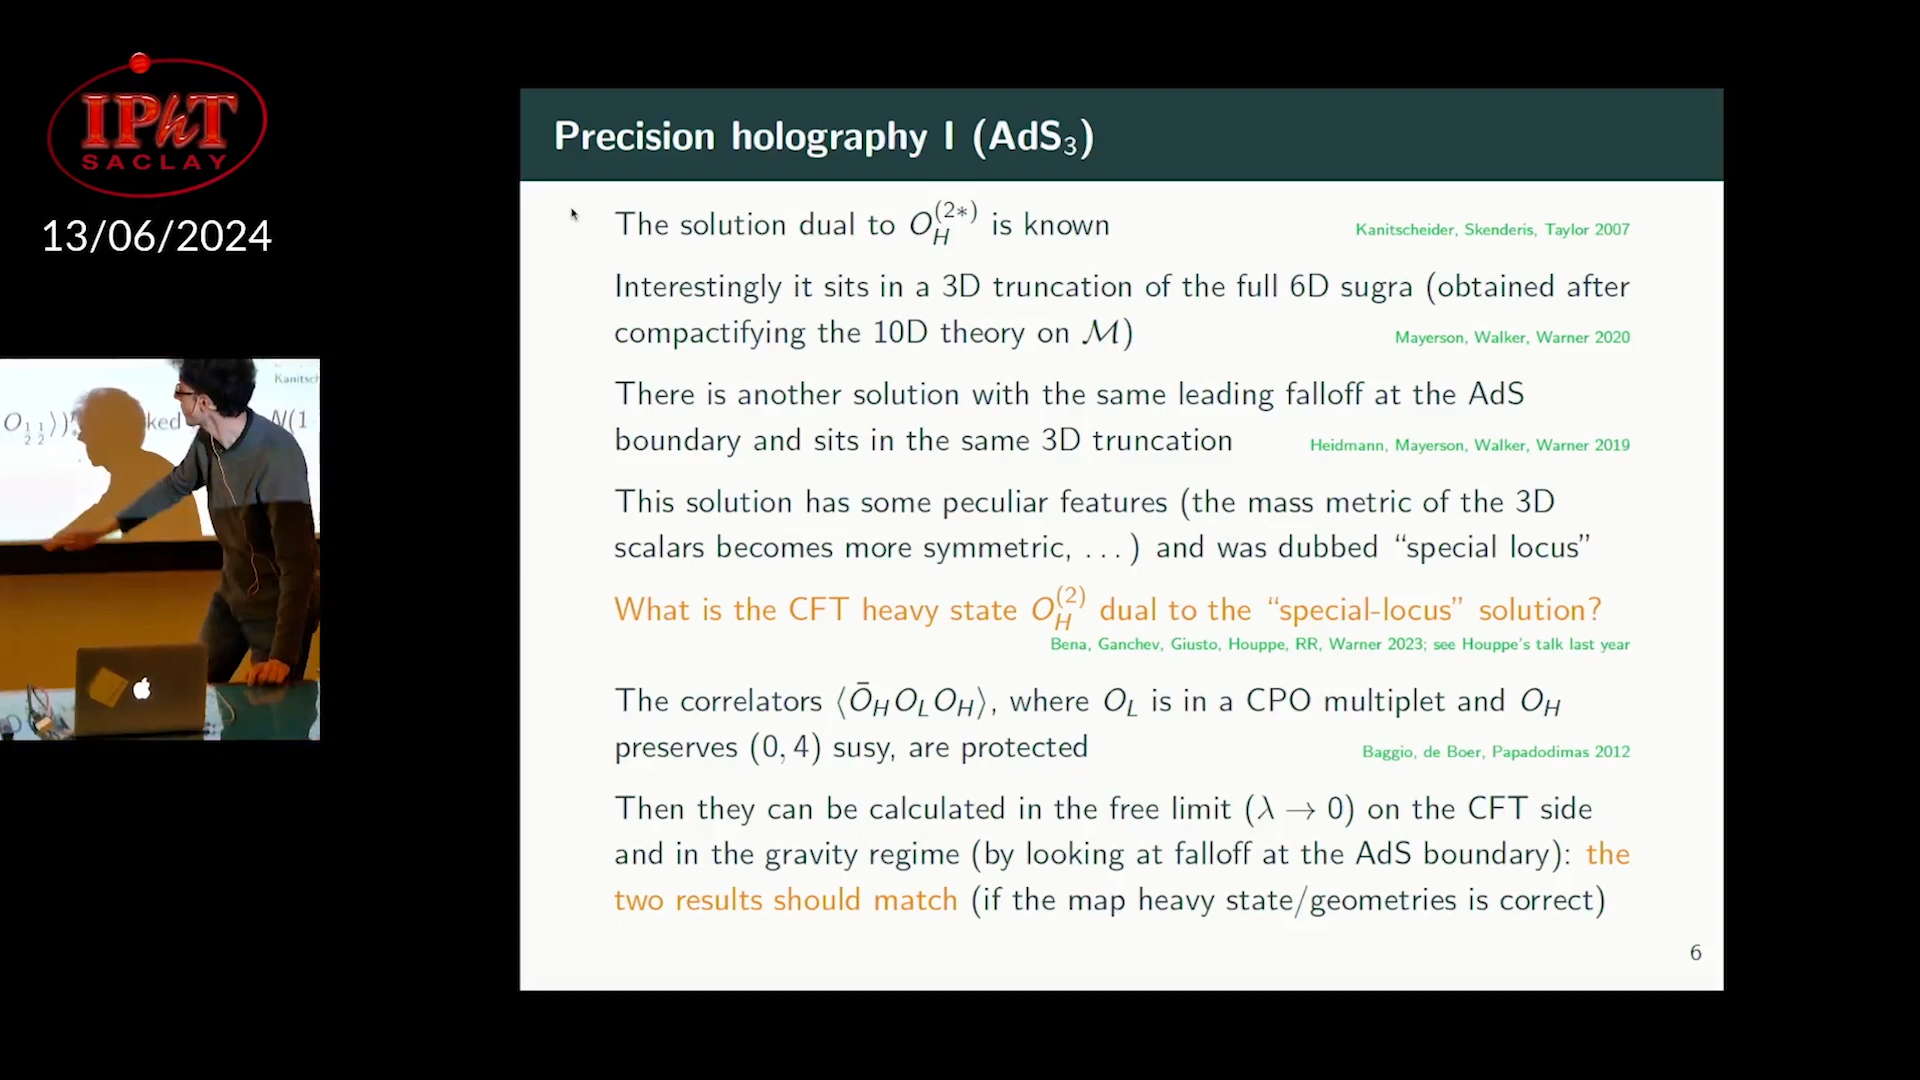 IPhT
SACLAY
13/06/2024
Kanitsch
O½ ½⟩)
ked
N(1
Precision holography I (AdS₃)
The solution dual to O_H^(2*) is known
Kanitscheider, Skenderis, Taylor 2007
Interestingly it sits in a 3D truncation of the full 6D sugra (obtained after
compactifying the 10D theory on ℳ)
Mayerson, Walker, Warner 2020
There is another solution with the same leading falloff at the AdS
boundary and sits in the same 3D truncation
Heidmann, Mayerson, Walker, Warner 2019
This solution has some peculiar features (the mass metric of the 3D
scalars becomes more symmetric, ...) and was dubbed “special locus”
What is the CFT heavy state O_H^(2) dual to the “special-locus” solution?
Bena, Ganchev, Giusto, Houppe, RR, Warner 2023; see Houppe's talk last year
The correlators ⟨Ō_H O_L O_H⟩, where O_L is in a CPO multiplet and O_H
preserves (0, 4) susy, are protected
Baggio, de Boer, Papadodimas 2012
Then they can be calculated in the free limit (λ → 0) on the CFT side
and in the gravity regime (by looking at falloff at the AdS boundary): the
two results should match (if the map heavy state/geometries is correct)
6